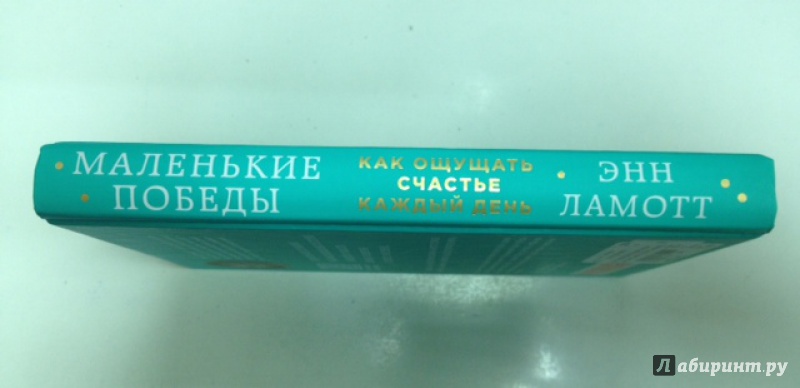 МАЛЕНЬКИЕ
ПОБЕДЫ
КАК ОЩУЩАТЬ
СЧАСТЬЕ
КАЖДЫЙ ДЕНЬ
ЭНН
ЛАМОТТ
Лабиринт.ру